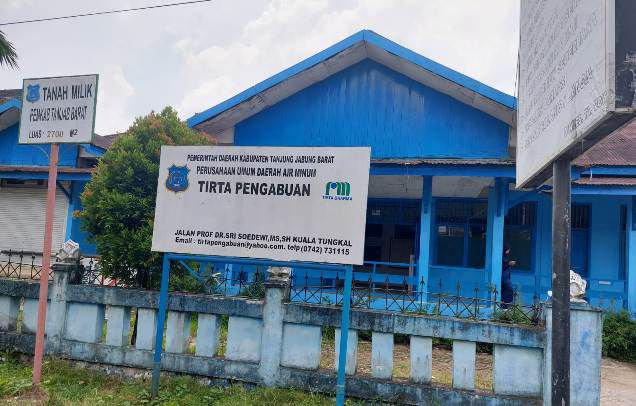 TANAH MILIK
PEMKAB TANJAB BARAT
LUAS: 2700 M2
PEMERINTAH DAERAH KABUPATEN TANJUNG JABUNG BARAT
PERUSAHAAN UMUM DAERAH AIR MINUM
TIRTA PENGABUAN
TIRTA DHARMA
JALAN PROF DR.SRI SOEDEWI,MS,SH KUALA TUNGKAL
Email : tirtapengabuan@yahoo.com. telp (0742) 731115